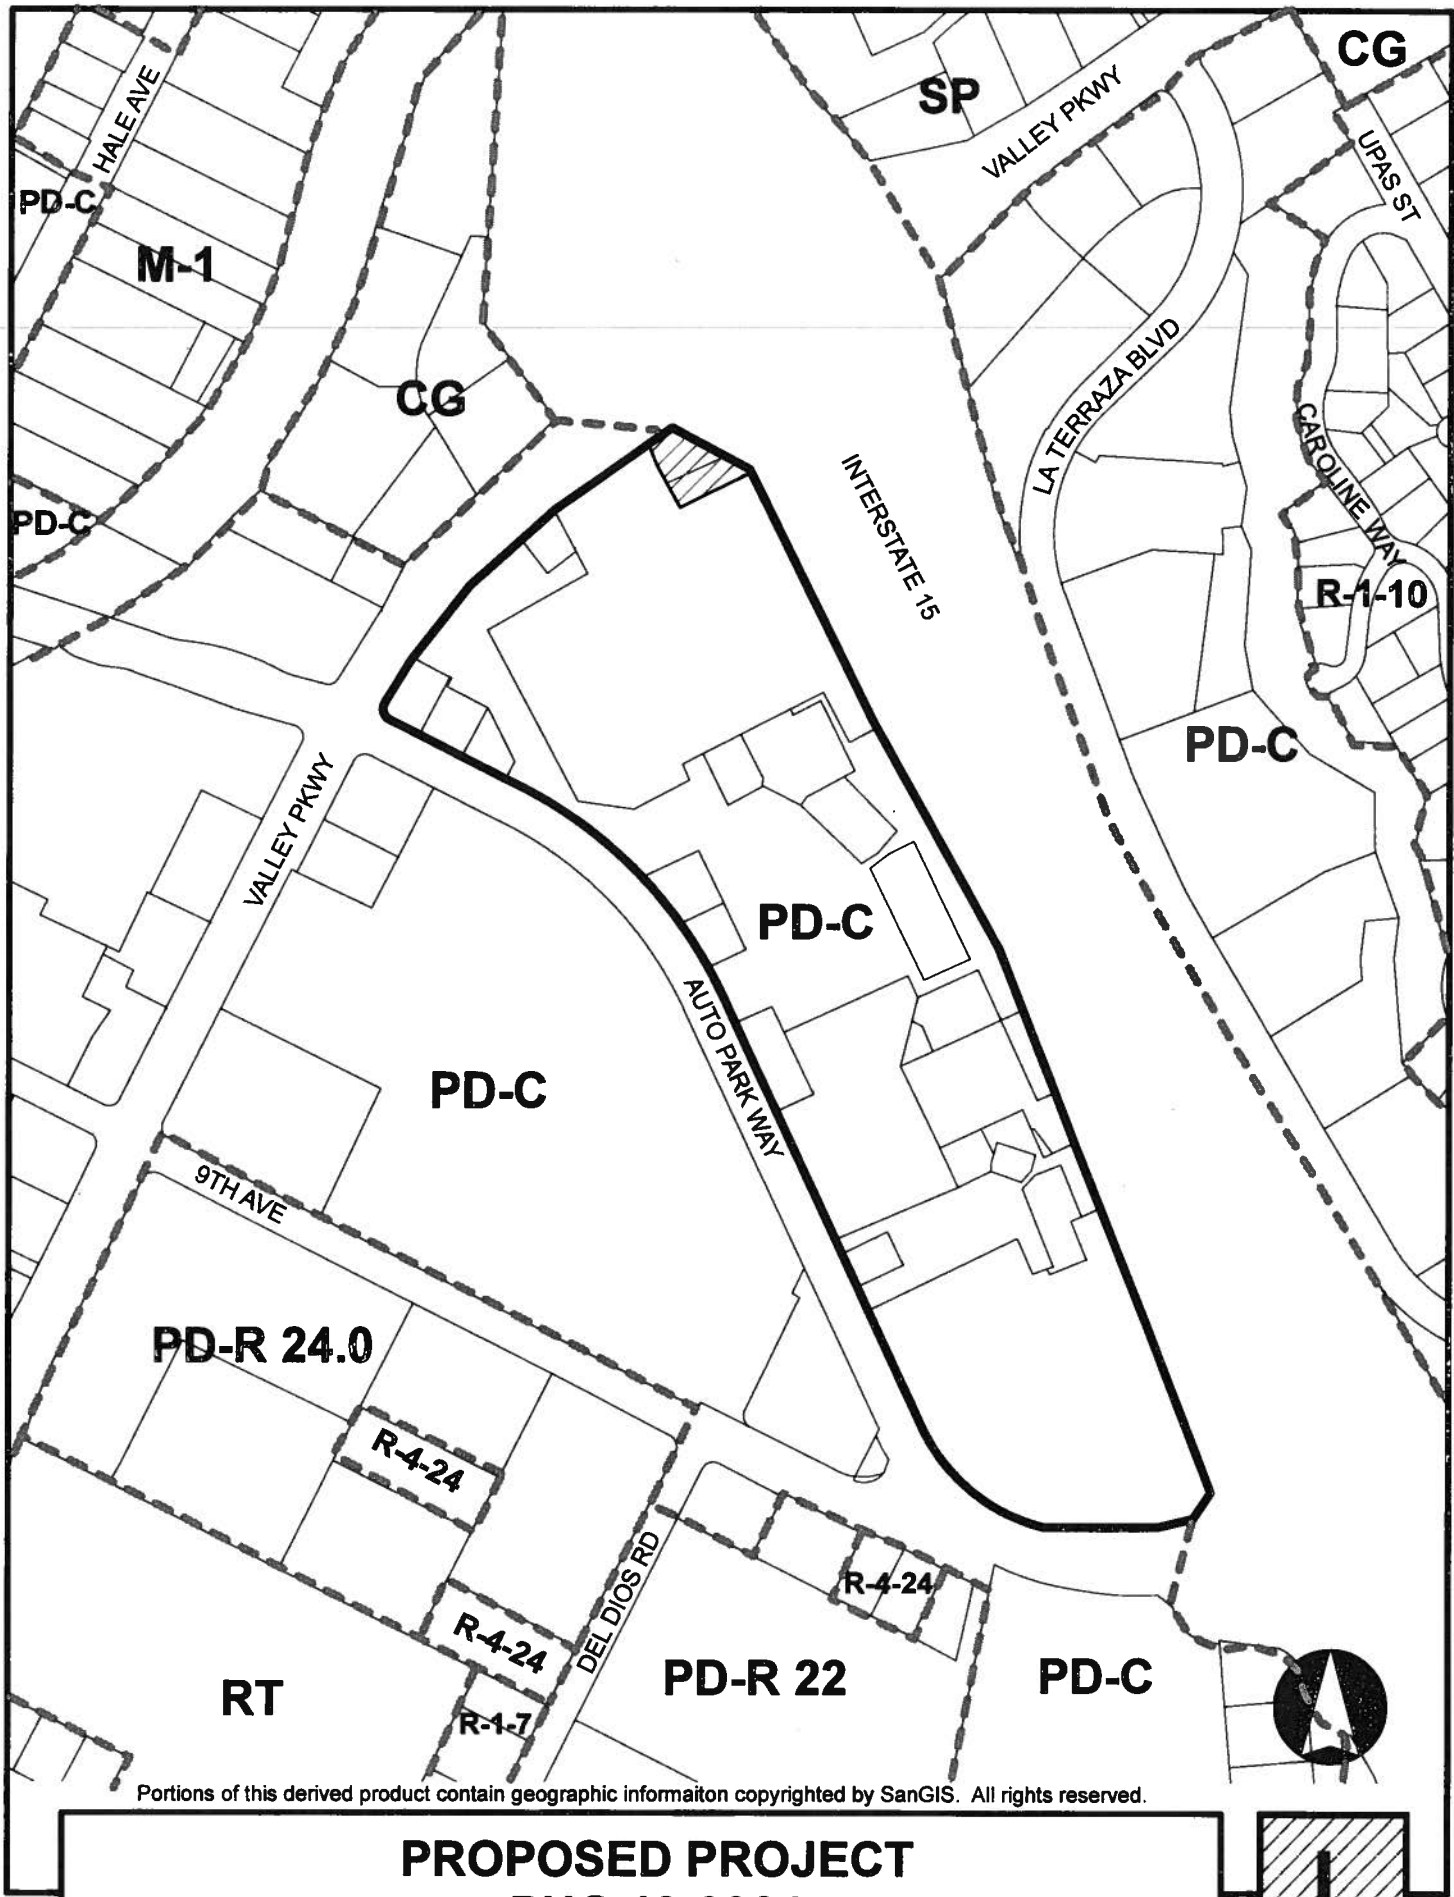 CG
SP
VALLEY PKWY
HALE AVE
UPAS ST
PD-C
M-1
LA TERRAZA BLVD
CG
CAROLINE WAY
INTERSTATE 15
PD-C
R-1-10
PD-C
VALLEY PKWY
PD-C
AUTO PARK WAY
PD-C
9TH AVE
PD-R 24.0
R-4-24
DEL DIOS RD
R-4-24
R-4-24
PD-R 22
PD-C
RT
R-1-7
Portions of this derived product contain geographic informaiton copyrighted by SanGIS. All rights reserved.
PROPOSED PROJECT